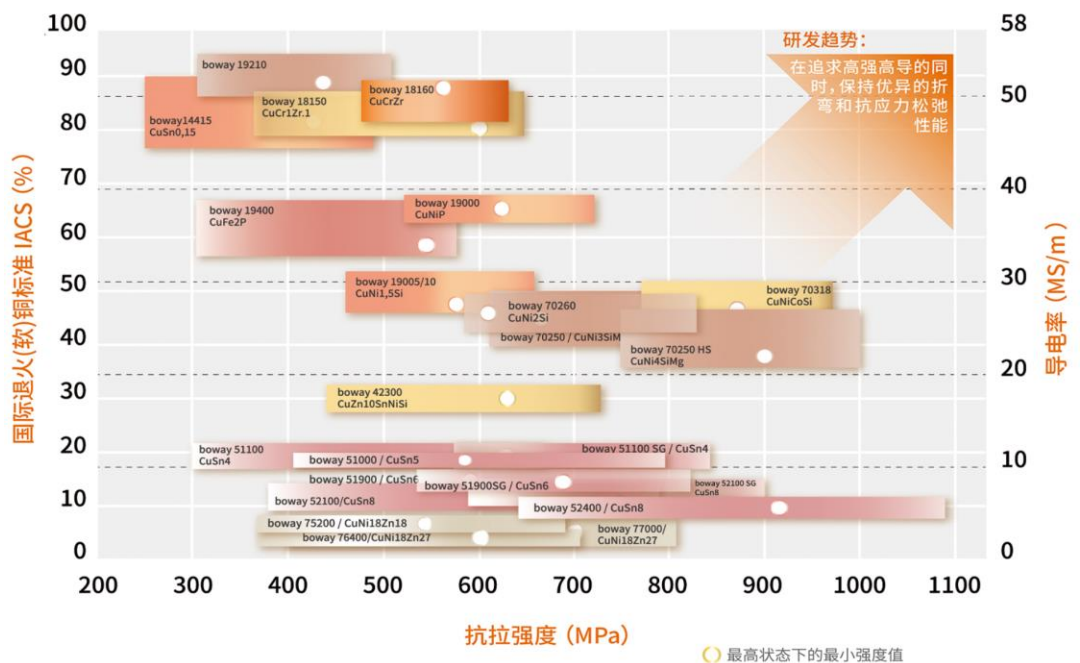 100
90
80
70
60
50
40
30
20
10
0
国际退火(软)铜标准 IACS (%)
58
50
40
30
20
10
0
导电率 (MS/m)
研发趋势：
在追求高强高导的同
时，保持优异的折
弯和抗应力松弛
性能
boway 19210
boway14415
CuSn0,15
boway 18150
CuCr1Zr.1
boway 18160
CuCrZr
boway 19400
CuFe2P
boway 19000
CuNiP
boway 19005/10
CuNi1,5Si
boway 70260
CuNi2Si
boway 70250 / CuNi3SiM
boway 70318
CuNiCoSi
boway 70250 HS
CuNi4SiMg
boway 42300
CuZn10SnNiSi
boway 51100
CuSn4
boway 51100 SG / CuSn4
boway 51000 / CuSn5
boway 51900 / CuSn6
boway 51900SG / CuSn6
boway 52100 SG
CuSn8
boway 52100/CuSn8
boway 52400 / CuSn8
boway 75200 / CuNi18Zn18
boway 76400/CuNi18Zn27
boway 77000/
CuNi18Zn27
200 300 400 500 600 700 800 900 1000 1100
抗拉强度 (MPa)
最高状态下的最小强度值